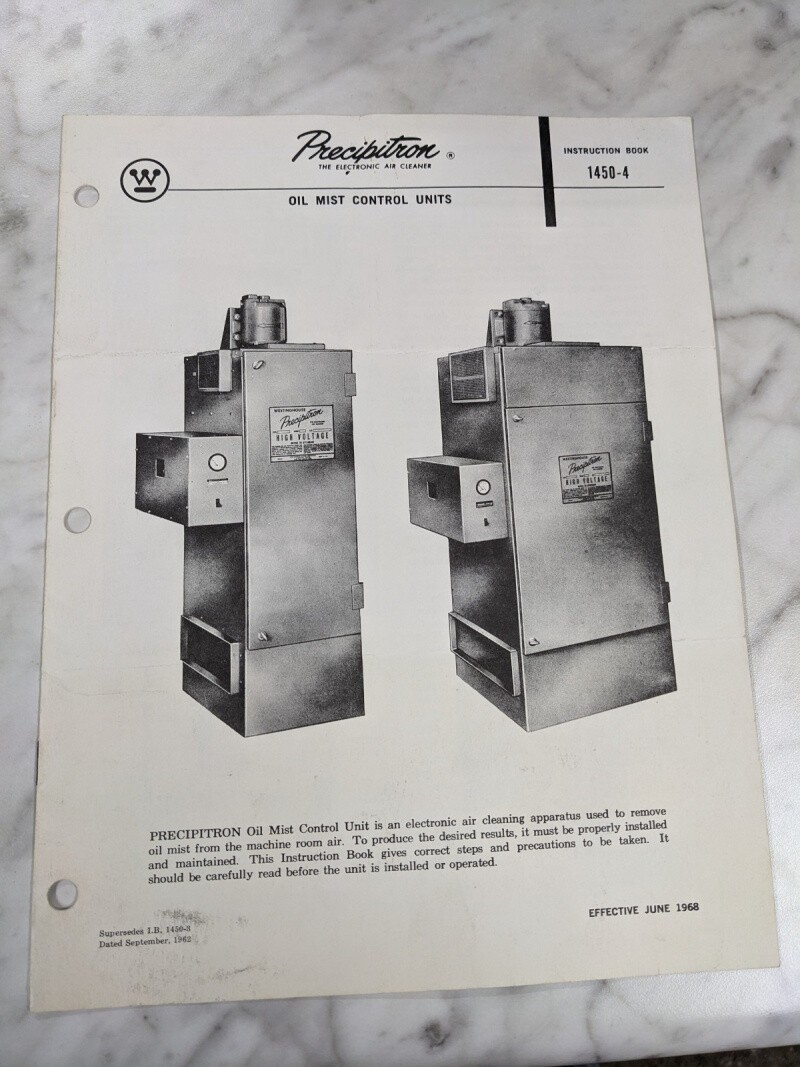 Precipitron ®
THE ELECTRONIC AIR CLEANER
INSTRUCTION BOOK
1450-4
W
OIL MIST CONTROL UNITS
WESTINGHOUSE
Precipitron
HIGH VOLTAGE
WESTINGHOUSE
Precipitron
HIGH VOLTAGE
PRECIPITRON Oil Mist Control Unit is an electronic air cleaning apparatus used to remove
oil mist from the machine room air. To produce the desired results, it must be properly installed
and maintained. This Instruction Book gives correct steps and precautions to be taken. It
should be carefully read before the unit is installed or operated.
EFFECTIVE JUNE 1968
Supersedes I.B. 1450-3
Dated September, 1962